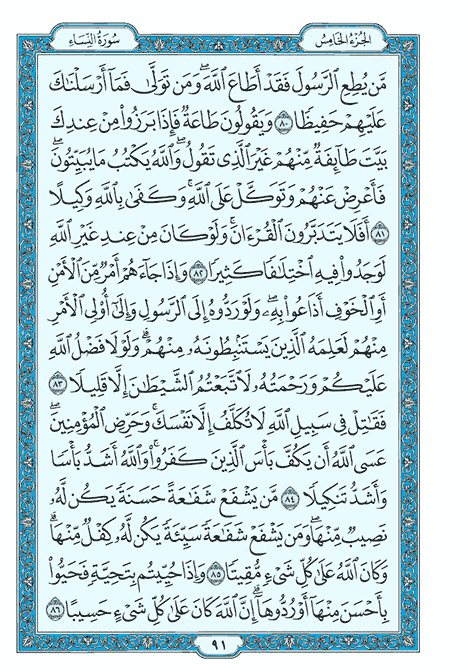 الجزء الخامس
سورة النساء
مَّن يُطِعِ ٱلرَّسُولَ فَقَدْ أَطَاعَ ٱللَّهَ ۖ وَمَن تَوَلَّىٰ فَمَآ أَرْسَلْنَٰكَ
عَلَيْهِمْ حَفِيظًا ٨٠ وَيَقُولُونَ طَاعَةٌ فَإِذَا بَرَزُوا۟ مِنْ عِندِكَ
بَيَّتَ طَآئِفَةٌ مِّنْهُمْ غَيْرَ ٱلَّذِى تَقُولُ ۖ وَٱللَّهُ يَكْتُبُ مَا يُبَيِّتُونَ ۖ
فَأَعْرِضْ عَنْهُمْ وَتَوَكَّلْ عَلَى ٱللَّهِ ۚ وَكَفَىٰ بِٱللَّهِ وَكِيلًا
٨١ أَفَلَا يَتَدَبَّرُونَ ٱلْقُرْءَانَ ۚ وَلَوْ كَانَ مِنْ عِندِ غَيْرِ ٱللَّهِ
لَوَجَدُوا۟ فِيهِ ٱخْتِلَٰفًا كَثِيرًا ٨٢ وَإِذَا جَآءَهُمْ أَمْرٌ مِّنَ ٱلْأَمْنِ
أَوِ ٱلْخَوْفِ أَذَاعُوا۟ بِهِۦ ۖ وَلَوْ رَدُّوهُ إِلَى ٱلرَّسُولِ وَإِلَىٰٓ أُو۟لِى ٱلْأَمْرِ
مِنْهُمْ لَعَلِمَهُ ٱلَّذِينَ يَسْتَنۢبِطُونَهُۥ مِنْهُمْ ۗ وَلَوْلَا فَضْلُ ٱللَّهِ
عَلَيْكُمْ وَرَحْمَتُهُۥ لَٱتَّبَعْتُمُ ٱلشَّيْطَٰنَ إِلَّا قَلِيلًا ٨٣
فَقَٰتِلْ فِى سَبِيلِ ٱللَّهِ لَا تُكَلَّفُ إِلَّا نَفْسَكَ ۚ وَحَرِّضِ ٱلْمُؤْمِنِينَ ۖ
عَسَى ٱللَّهُ أَن يَكُفَّ بَأْسَ ٱلَّذِينَ كَفَرُوا۟ ۚ وَٱللَّهُ أَشَدُّ بَأْسًا
وَأَشَدُّ تَنكِيلًا ٨٤ مَّن يَشْفَعْ شَفَٰعَةً حَسَنَةً يَكُن لَّهُۥ
نَصِيبٌ مِّنْهَا ۖ وَمَن يَشْفَعْ شَفَٰعَةً سَيِّئَةً يَكُن لَّهُۥ كِفْلٌ مِّنْهَا ۗ
وَكَانَ ٱللَّهُ عَلَىٰ كُلِّ شَىْءٍ مُّقِيتًا ٨٥ وَإِذَا حُيِّيتُم بِتَحِيَّةٍ فَحَيُّوا۟
بِأَحْسَنَ مِنْهَآ أَوْ رُدُّوهَآ ۗ إِنَّ ٱللَّهَ كَانَ عَلَىٰ كُلِّ شَىْءٍ حَسِيبًا ٨٦
٩١